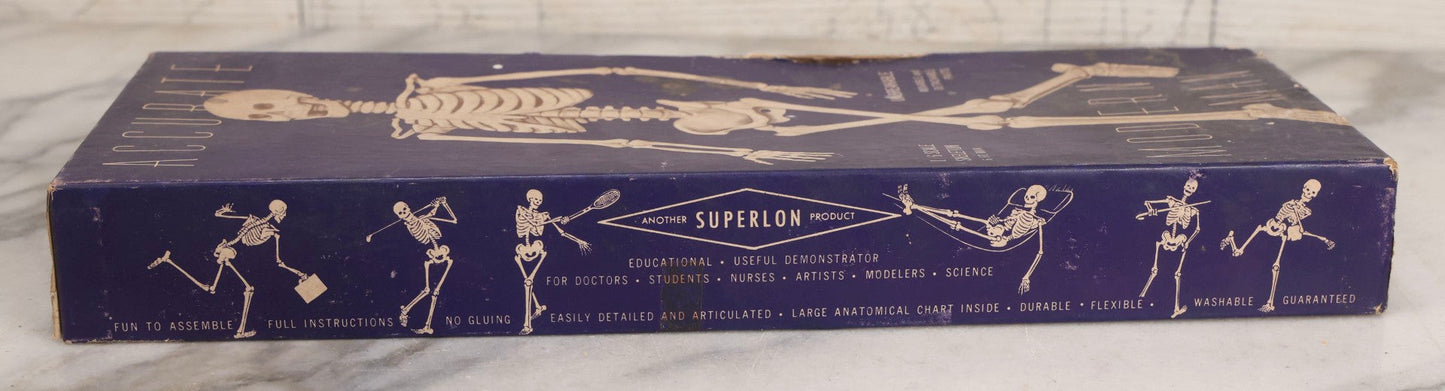 ACCURATE
ANOTHER SUPERLON PRODUCT
EDUCATIONAL • USEFUL DEMONSTRATOR
FOR DOCTORS • STUDENTS • NURSES • ARTISTS • MODELERS • SCIENCE
FUN TO ASSEMBLE FULL INSTRUCTIONS NO GLUING EASILY DETAILED AND ARTICULATED • LARGE ANATOMICAL CHART INSIDE • DURABLE • FLEXIBLE • WASHABLE GUARANTEED